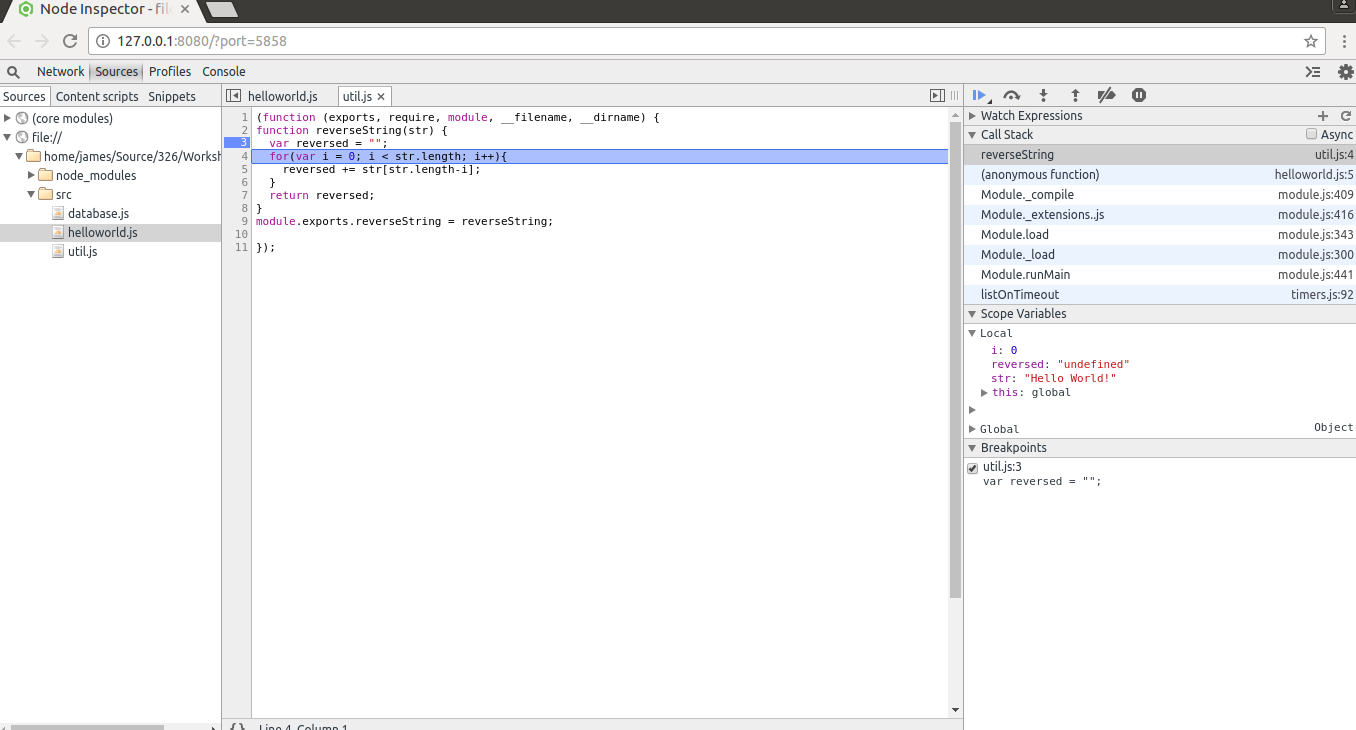 Node Inspector - fil
127.0.0.1:8080/?port=5858
Network Sources Profiles Console
Sources Content scripts Snippets
(core modules)
file://
home/james/Source/326/Worksh
node_modules
src
database.js
helloworld.js
util.js
helloworld.js util.js
1 (function (exports, require, module, __filename, __dirname) {
2 function reverseString(str) {
3 var reversed = "";
4 for(var i = 0; i < str.length; i++){
5 reversed += str[str.length-i];
6 }
7 return reversed;
8 }
9 module.exports.reverseString = reverseString;
10
11 });
{} Line 4, Column 1
Watch Expressions
Call Stack Async
reverseString util.js:4
(anonymous function) helloworld.js:5
Module._compile module.js:409
Module._extensions..js module.js:416
Module.load module.js:343
Module._load module.js:300
Module.runMain module.js:441
listOnTimeout timers.js:92
Scope Variables
Local
i: 0
reversed: "undefined"
str: "Hello World!"
this: global
Global Object
Breakpoints
util.js:3
var reversed = "";